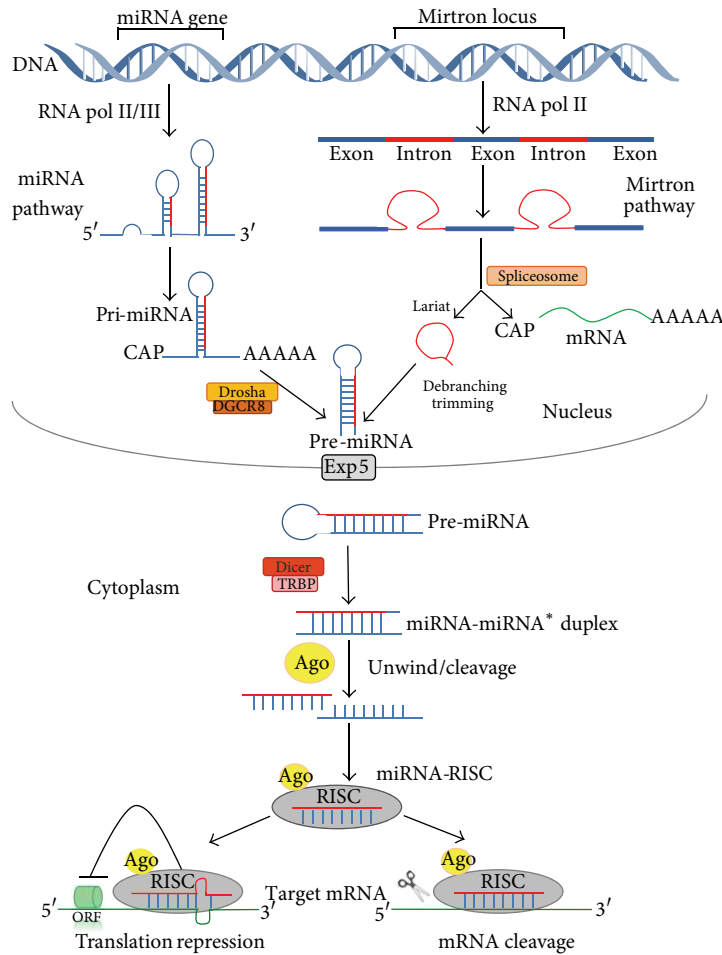 miRNA gene
Mirtron locus
DNA
RNA pol II/III
RNA pol II
Exon Intron Exon Intron Exon
miRNA
pathway
Mirtron
pathway
5′ 3′
Spliceosome
Pri-miRNA
Lariat
CAP
mRNA
AAAAA
CAP
AAAAA
Drosha
DGCR8
Debranching
trimming
Nucleus
Pre-miRNA
Exp5
Pre-miRNA
Cytoplasm
Dicer
TRBP
miRNA-miRNA* duplex
Ago
Unwind/cleavage
Ago
miRNA-RISC
RISC
Ago
RISC
Target mRNA
Ago
RISC
5′
ORF
3′
5′
3′
Translation repression
mRNA cleavage